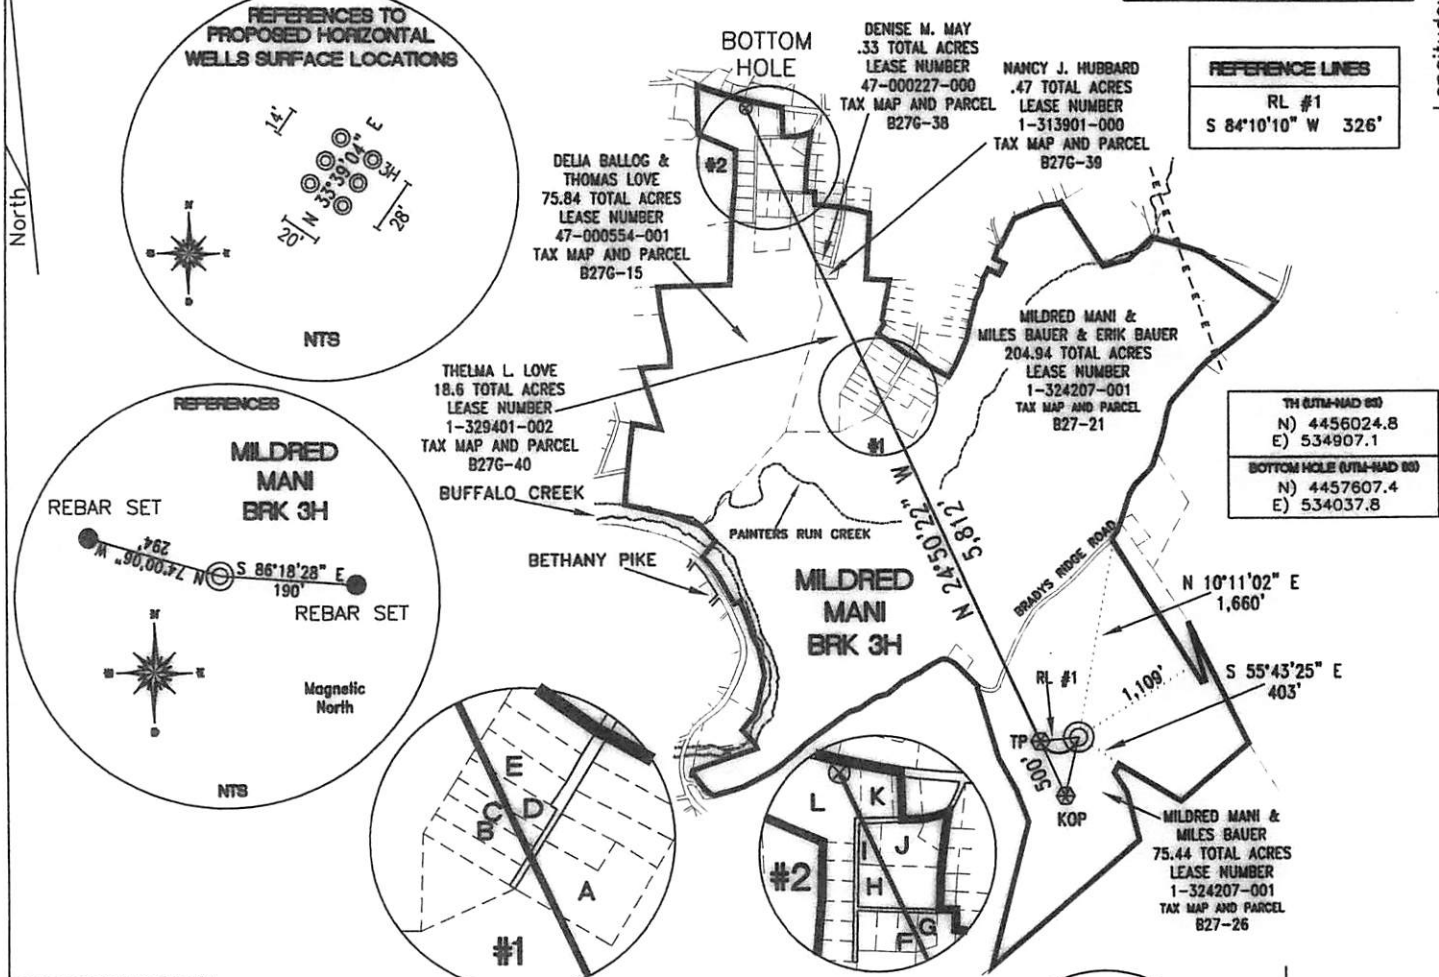 REFERENCES TO
PROPOSED HORIZONTAL
WELLS SURFACE LOCATIONS
14'
E
3H
33°39'04"
N
20'
28'
NTS
North
BOTTOM
HOLE
DENISE M. MAY
.33 TOTAL ACRES
LEASE NUMBER
47-000227-000
TAX MAP AND PARCEL
B27G-38
NANCY J. HUBBARD
.47 TOTAL ACRES
LEASE NUMBER
1-313901-000
TAX MAP AND PARCEL
B27G-39
REFERENCE LINES
RL #1
S 84°10'10" W 326'
#2
DELIA BALLOG &
THOMAS LOVE
75.84 TOTAL ACRES
LEASE NUMBER
47-000554-001
TAX MAP AND PARCEL
B27G-15
MILDRED MANI &
MILES BAUER & ERIK BAUER
204.94 TOTAL ACRES
LEASE NUMBER
1-324207-001
TAX MAP AND PARCEL
B27-21
THELMA L. LOVE
18.6 TOTAL ACRES
LEASE NUMBER
1-329401-002
TAX MAP AND PARCEL
B27G-40
#1
TH (UTM-NAD 83)
N) 4456024.8
E) 534907.1
BOTTOM HOLE (UTM-NAD 83)
N) 4457607.4
E) 534037.8
REFERENCES
MILDRED
MANI
BRK 3H
REBAR SET
N 74°00'06" W
294'
S 86°18'28" E
190'
REBAR SET
Magnetic
North
NTS
BUFFALO CREEK
PAINTERS RUN CREEK
BETHANY PIKE
N 24°50'22" W
5,812'
BRADYS RIDGE ROAD
MILDRED
MANI
BRK 3H
N 10°11'02" E
1,660'
S 55°43'25" E
403'
1,109'
RL #1
TP
500'
KOP
MILDRED MANI &
MILES BAUER
75.44 TOTAL ACRES
LEASE NUMBER
1-324207-001
TAX MAP AND PARCEL
B27-26
E
C
D
B
A
#1
L
K
I
J
H
G
F
#2